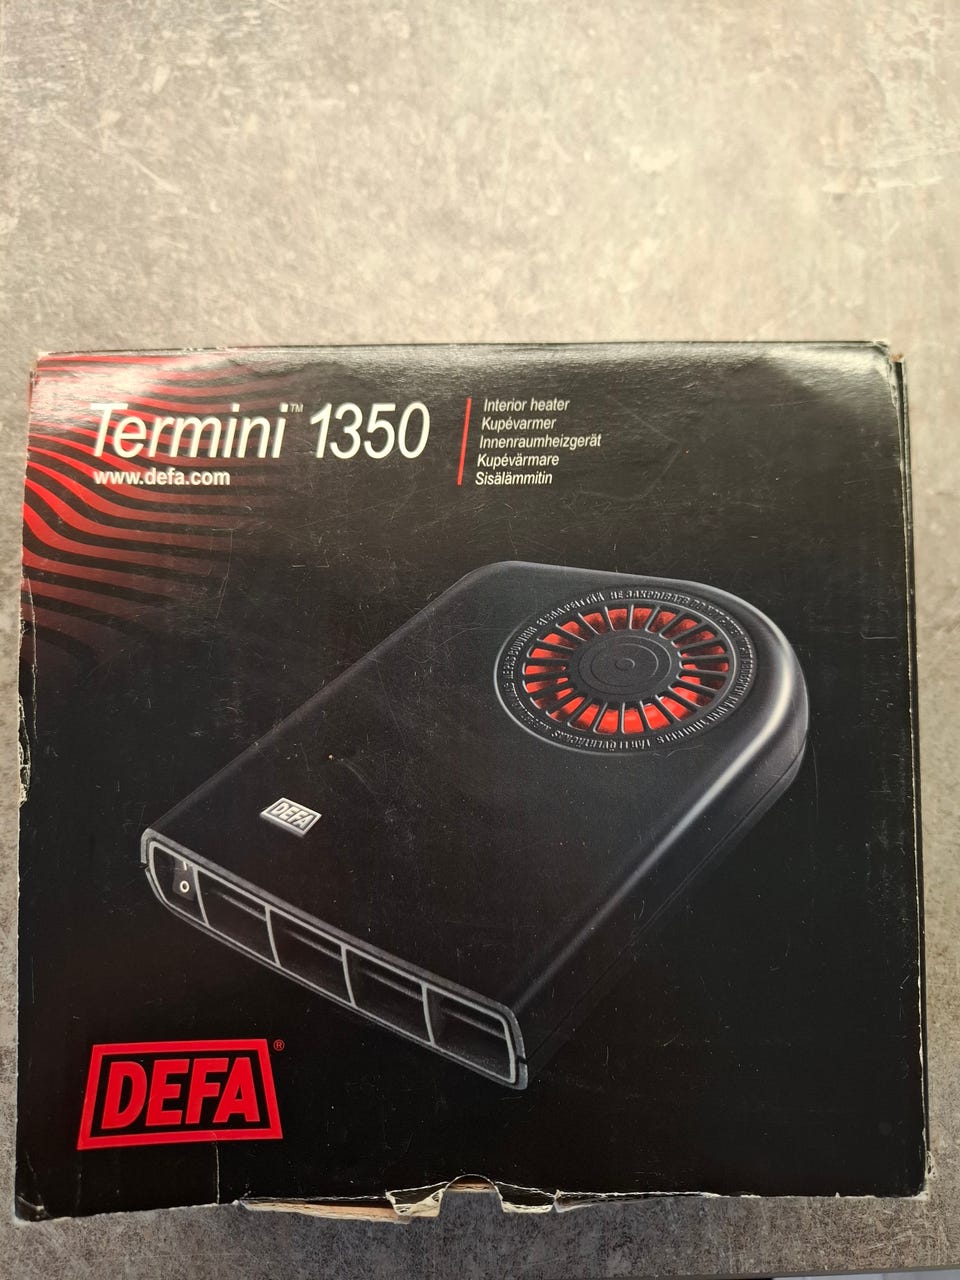 Termini™ 1350
www.defa.com
Interior heater
Kupévarmer
Innenraumheizgerät
Kupévärmare
Sisälämmitin
DEFA
DEFA®